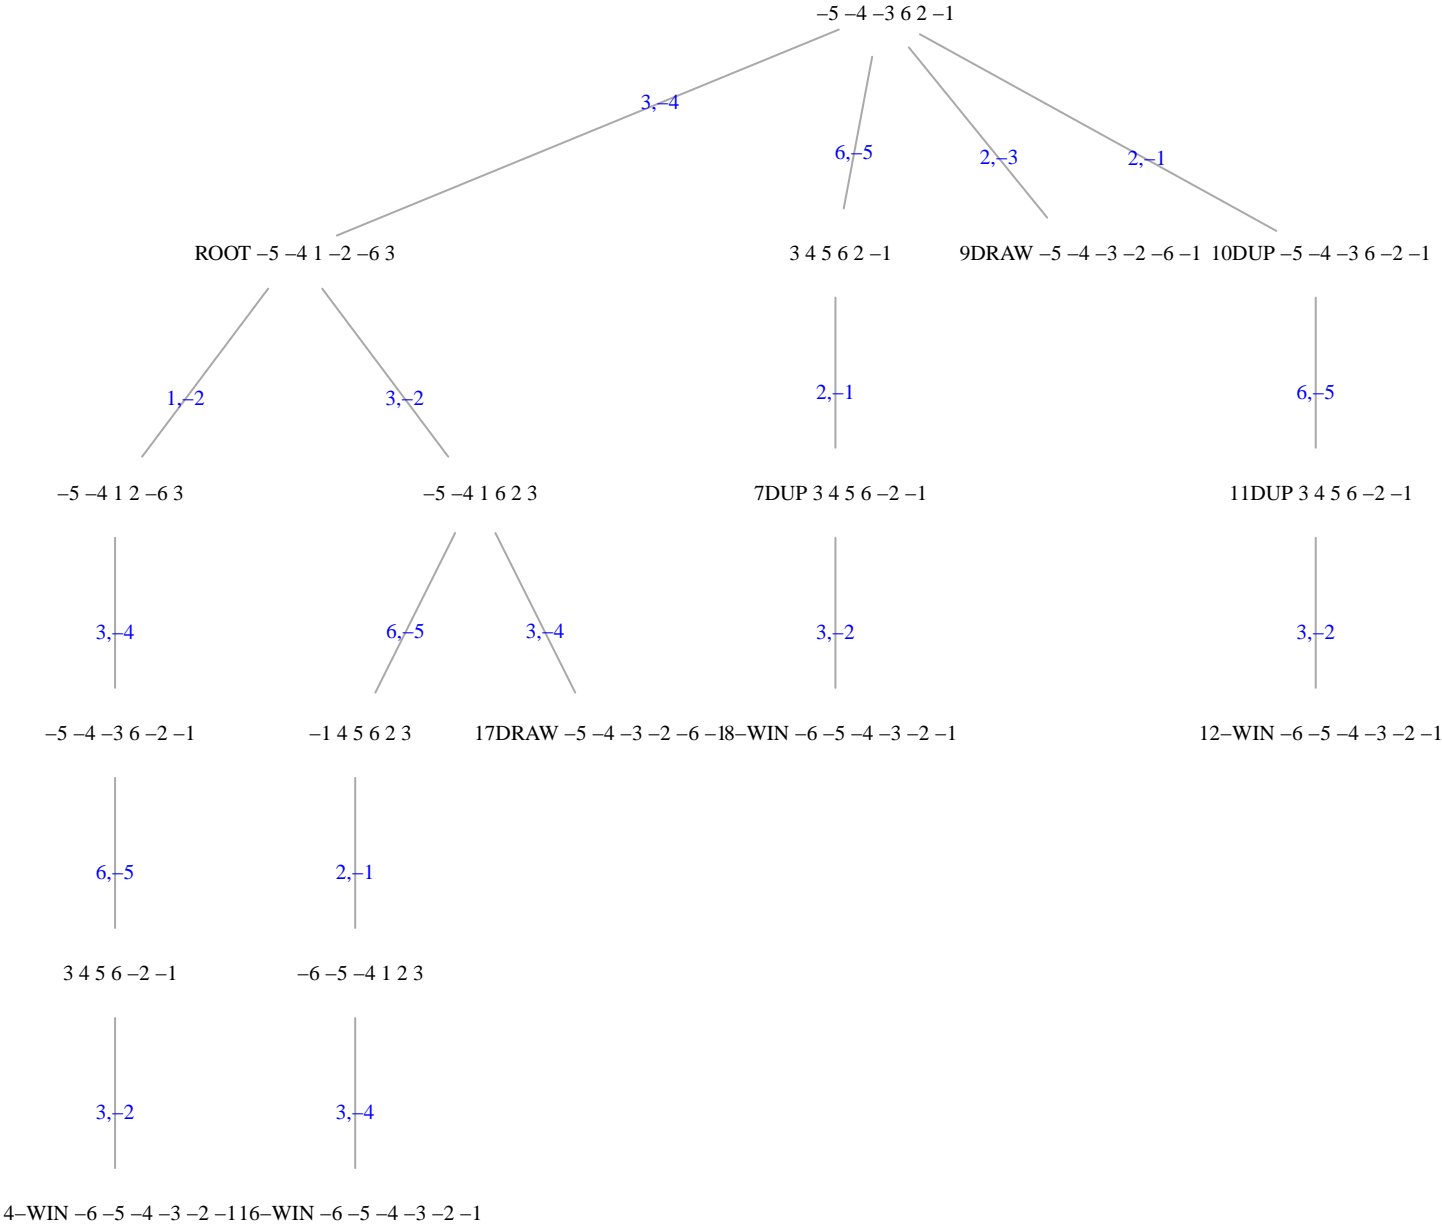 −5 −4 −3 6 2 −1
3,−4
6,−5
2,−3
2,−1
ROOT −5 −4 1 −2 −6 3
3 4 5 6 2 −1
9DRAW −5 −4 −3 −2 −6 −1
10DUP −5 −4 −3 6 −2 −1
1,−2
3,−2
2,−1
6,−5
−5 −4 1 2 −6 3
−5 −4 1 6 2 3
7DUP 3 4 5 6 −2 −1
11DUP 3 4 5 6 −2 −1
3,−4
6,−5
3,−4
3,−2
3,−2
−5 −4 −3 6 −2 −1
−1 4 5 6 2 3
17DRAW −5 −4 −3 −2 −6 −1
8−WIN −6 −5 −4 −3 −2 −1
12−WIN −6 −5 −4 −3 −2 −1
6,−5
2,−1
3 4 5 6 −2 −1
−6 −5 −4 1 2 3
3,−2
3,−4
4−WIN −6 −5 −4 −3 −2 −1
16−WIN −6 −5 −4 −3 −2 −1